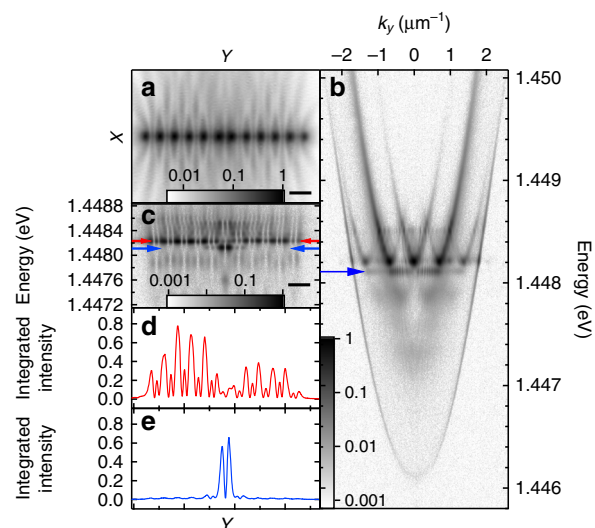 Y
k_y (μm⁻¹)
−2 −1 0 1 2
a
X
0.01 0.1 1
b
1.450
1.449
1.448
1.447
1.446
Energy (eV)
1
0.1
0.01
0.001
c
1.4488
1.4484
1.4480
1.4476
1.4472
Energy (eV)
0.001 0.1
d
0.8
0.6
0.4
0.2
0.0
Integrated
intensity
e
0.8
0.6
0.4
0.2
0.0
Integrated
intensity
Y